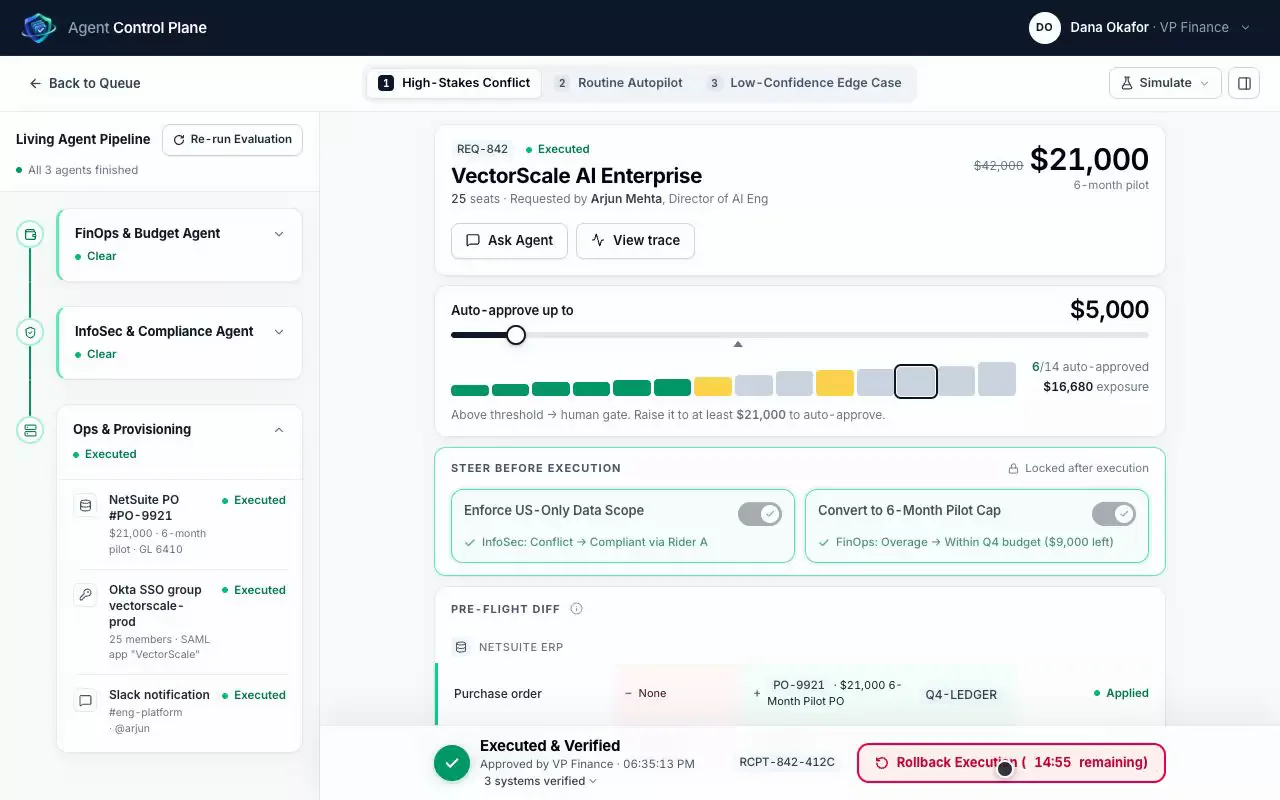 Agent Control Plane
DO Dana Okafor · VP Finance
Back to Queue
1 High-Stakes Conflict
2 Routine Autopilot
3 Low-Confidence Edge Case
Simulate
Living Agent Pipeline
Re-run Evaluation
All 3 agents finished
FinOps & Budget Agent
Clear
InfoSec & Compliance Agent
Clear
Ops & Provisioning
Executed
NetSuite PO
#PO-9921
Executed
$21,000 · 6-month
pilot · GL 6410
Okta SSO group
vectorscale-
prod
Executed
25 members · SAML
app "VectorScale"
Slack notification
Executed
#eng-platform
· @arjun
REQ-842 Executed
VectorScale AI Enterprise
25 seats · Requested by Arjun Mehta, Director of AI Eng
$42,000 $21,000
6-month pilot
Ask Agent
View trace
Auto-approve up to
$5,000
6/14 auto-approved
$16,680 exposure
Above threshold → human gate. Raise it to at least $21,000 to auto-approve.
STEER BEFORE EXECUTION
Locked after execution
Enforce US-Only Data Scope
InfoSec: Conflict → Compliant via Rider A
Convert to 6-Month Pilot Cap
FinOps: Overage → Within Q4 budget ($9,000 left)
PRE-FLIGHT DIFF
NETSUITE ERP
Purchase order
− None
+ PO-9921 · $21,000 6-
Month Pilot PO
Q4-LEDGER
Applied
Executed & Verified
Approved by VP Finance · 06:35:13 PM
3 systems verified
RCPT-842-412C
Rollback Execution ( 14:55 remaining)